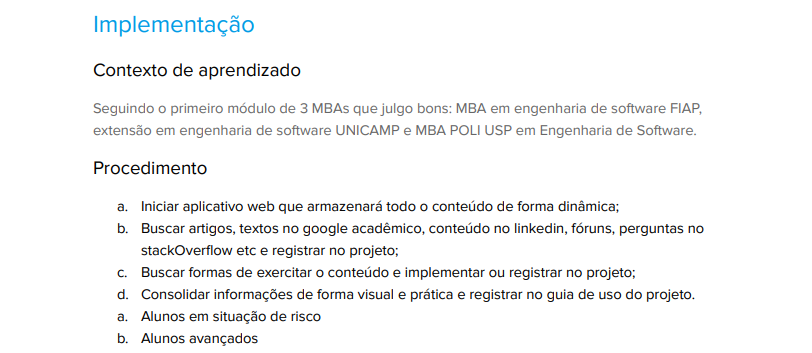 Implementação
Contexto de aprendizado
Seguindo o primeiro módulo de 3 MBAs que julgo bons: MBA em engenharia de software FIAP,
extensão em engenharia de software UNICAMP e MBA POLI USP em Engenharia de Software.
Procedimento
a. Iniciar aplicativo web que armazenará todo o conteúdo de forma dinâmica;
b. Buscar artigos, textos no google acadêmico, conteúdo no linkedin, fóruns, perguntas no
stackOverflow etc e registrar no projeto;
c. Buscar formas de exercitar o conteúdo e implementar ou registrar no projeto;
d. Consolidar informações de forma visual e prática e registrar no guia de uso do projeto.
a. Alunos em situação de risco
b. Alunos avançados